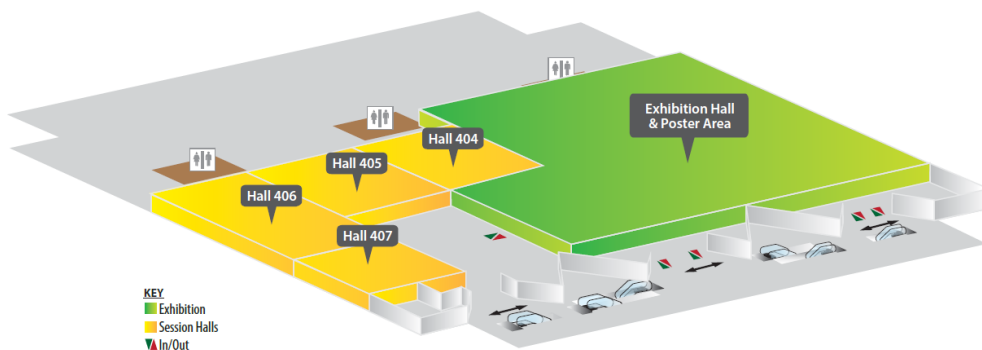 Exhibition Hall
& Poster Area
Hall 404
Hall 405
Hall 406
Hall 407
KEY
Exhibition
Session Halls
In/Out